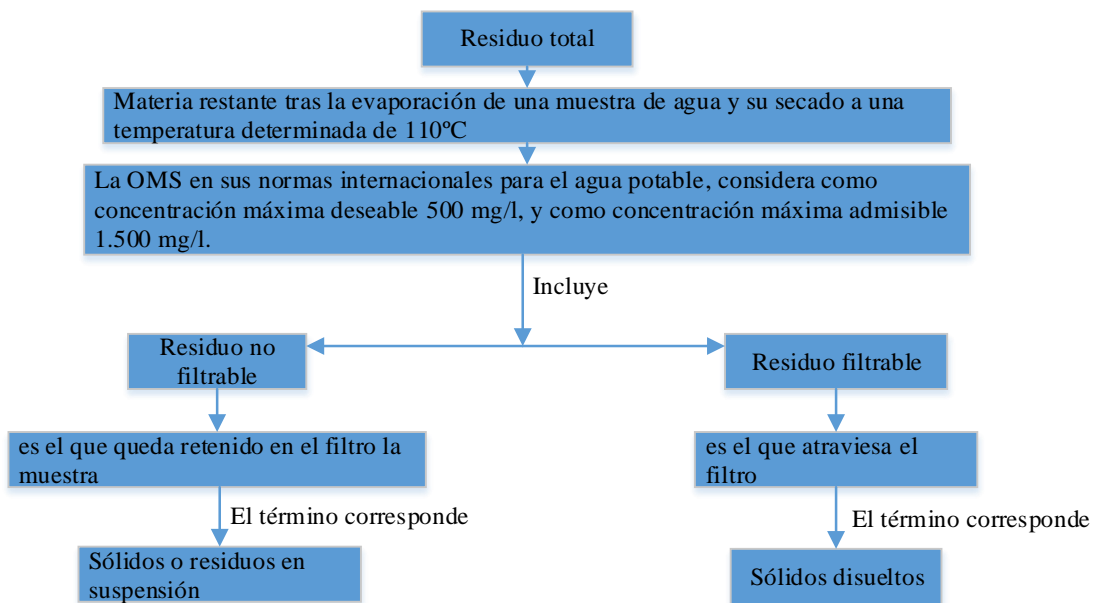 Residuo total
Materia restante tras la evaporación de una muestra de agua y su secado a una
temperatura determinada de 110ºC
La OMS en sus normas internacionales para el agua potable, considera como
concentración máxima deseable 500 mg/l, y como concentración máxima admisible
1.500 mg/l.
Incluye
Residuo no
filtrable
Residuo filtrable
es el que queda retenido en el filtro la
muestra
es el que atraviesa el
filtro
El término corresponde
El término corresponde
Sólidos o residuos en
suspensión
Sólidos disueltos